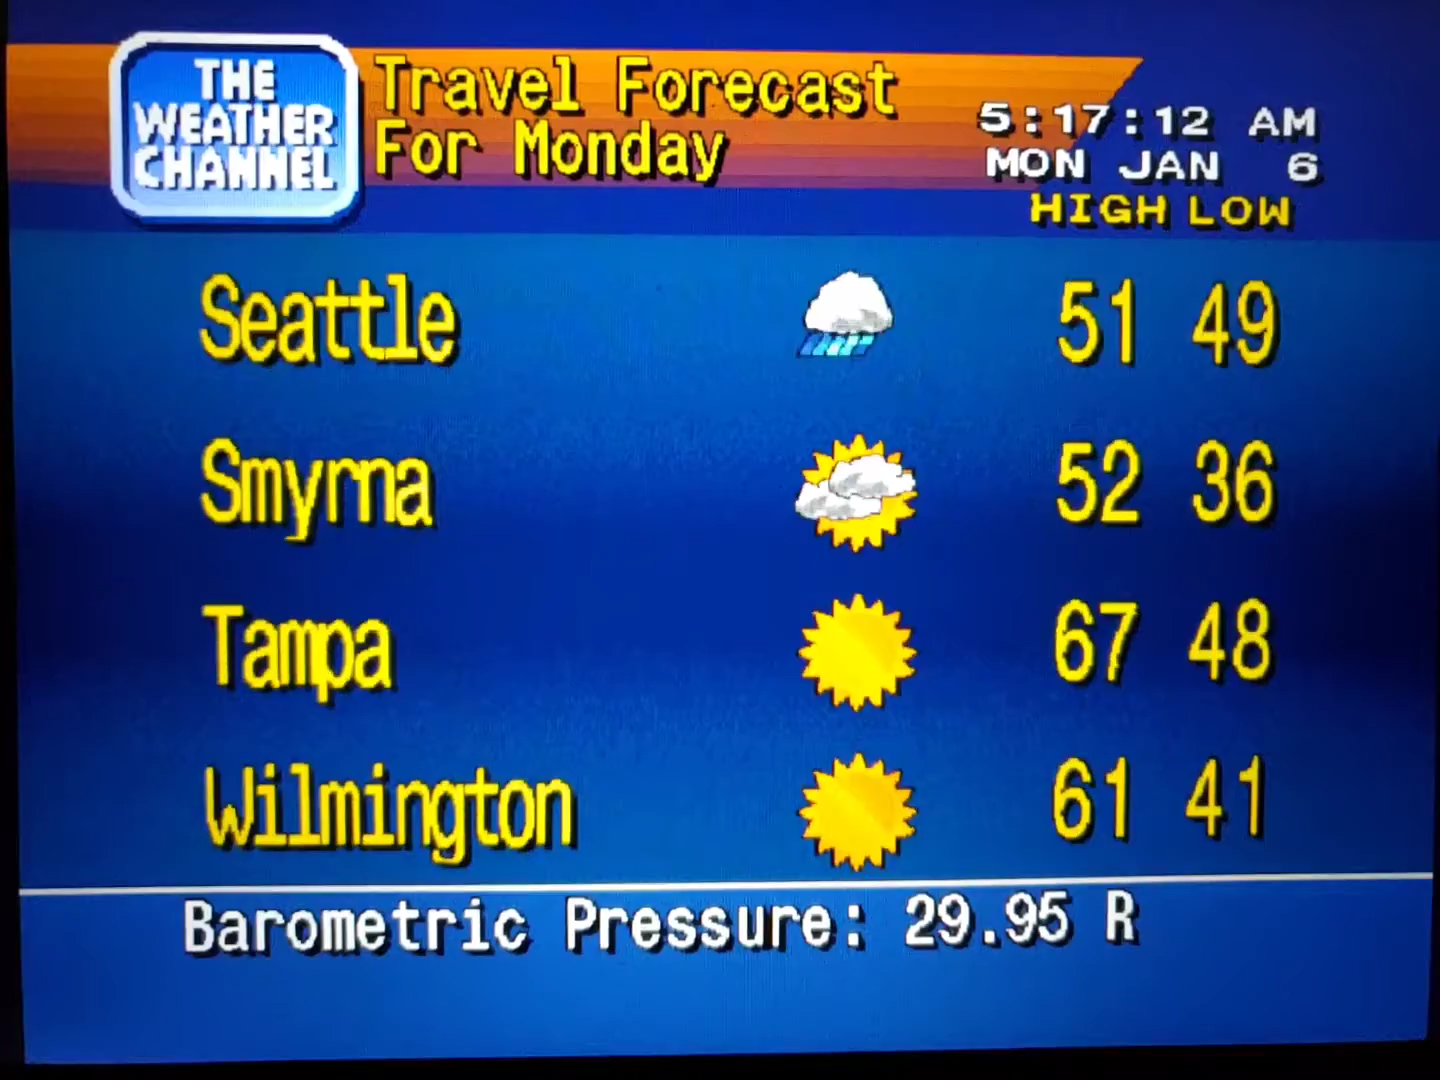 THE
WEATHER
CHANNEL
Travel Forecast
For Monday
5:17:12 AM
MON JAN 6
HIGH LOW
Seattle 51 49
Smyrna 52 36
Tampa 67 48
Wilmington 61 41
Barometric Pressure: 29.95 R